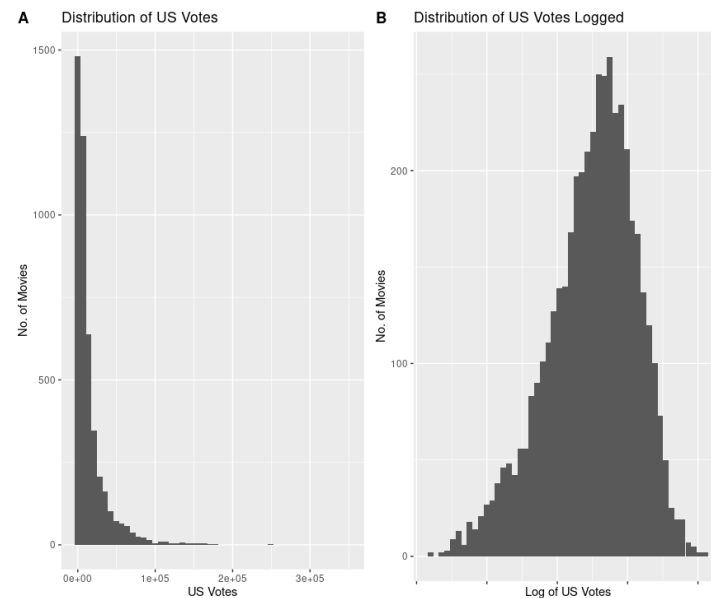 A Distribution of US Votes
1500
1000
500
0
No. of Movies
0e+00 1e+05 2e+05 3e+05
US Votes
B Distribution of US Votes Logged
200
100
0
No. of Movies
Log of US Votes